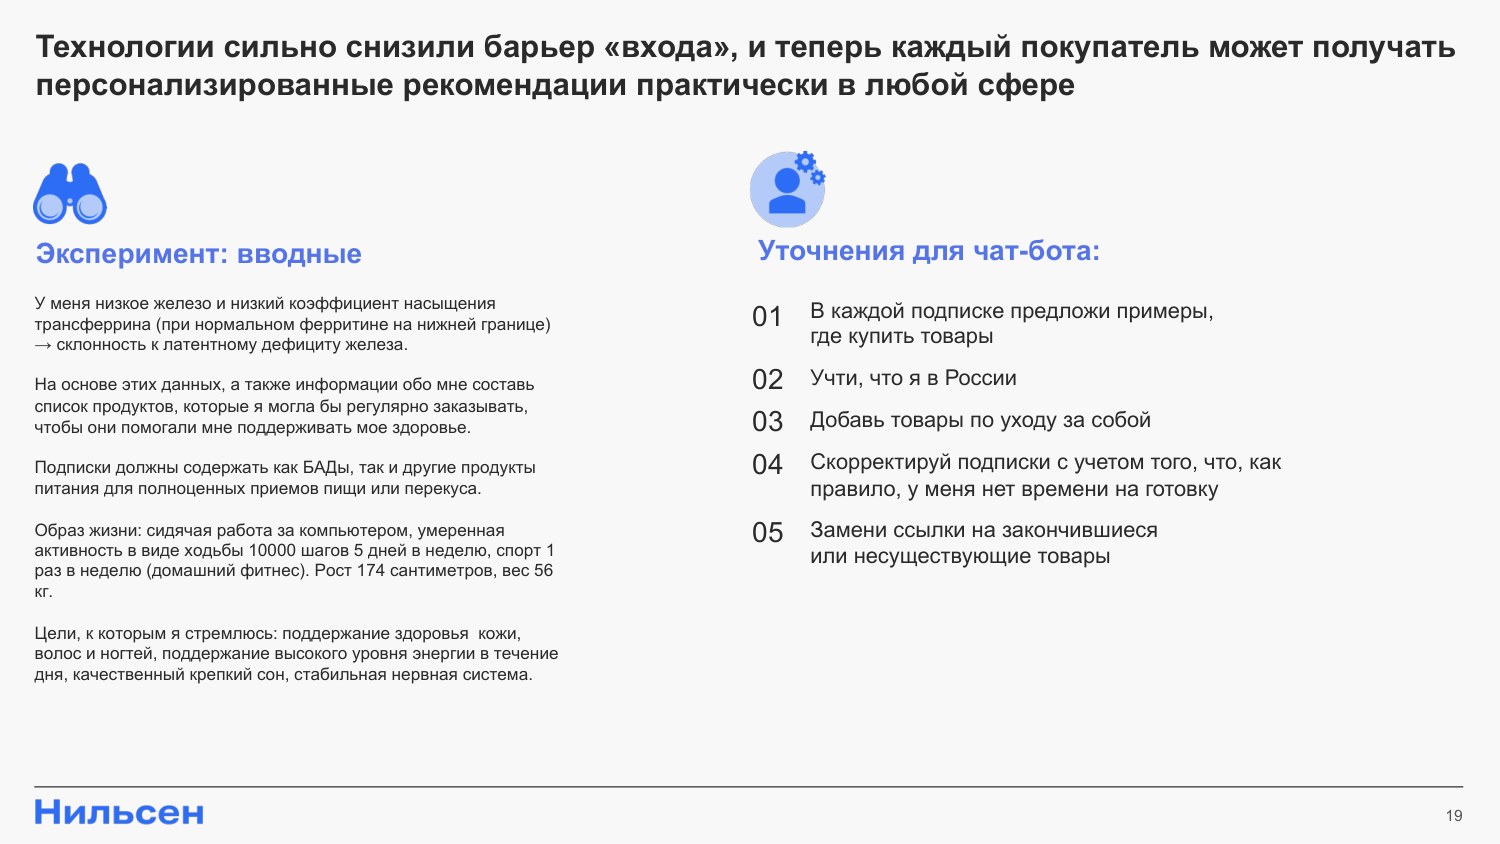 Технологии сильно снизили барьер «входа», и теперь каждый покупатель может получать
персонализированные рекомендации практически в любой сфере
Эксперимент: вводные
У меня низкое железо и низкий коэффициент насыщения
трансферрина (при нормальном ферритине на нижней границе)
→ склонность к латентному дефициту железа.
На основе этих данных, а также информации обо мне составь
список продуктов, которые я могла бы регулярно заказывать,
чтобы они помогали мне поддерживать мое здоровье.
Подписки должны содержать как БАДы, так и другие продукты
питания для полноценных приемов пищи или перекуса.
Образ жизни: сидячая работа за компьютером, умеренная
активность в виде ходьбы 10000 шагов 5 дней в неделю, спорт 1
раз в неделю (домашний фитнес). Рост 174 сантиметров, вес 56
кг.
Цели, к которым я стремлюсь: поддержание здоровья  кожи,
волос и ногтей, поддержание высокого уровня энергии в течение
дня, качественный крепкий сон, стабильная нервная система.
Уточнения для чат-бота:
01 В каждой подписке предложи примеры,
где купить товары
02 Учти, что я в России
03 Добавь товары по уходу за собой
04 Скорректируй подписки с учетом того, что, как
правило, у меня нет времени на готовку
05 Замени ссылки на закончившиеся
или несуществующие товары
Нильсен
19